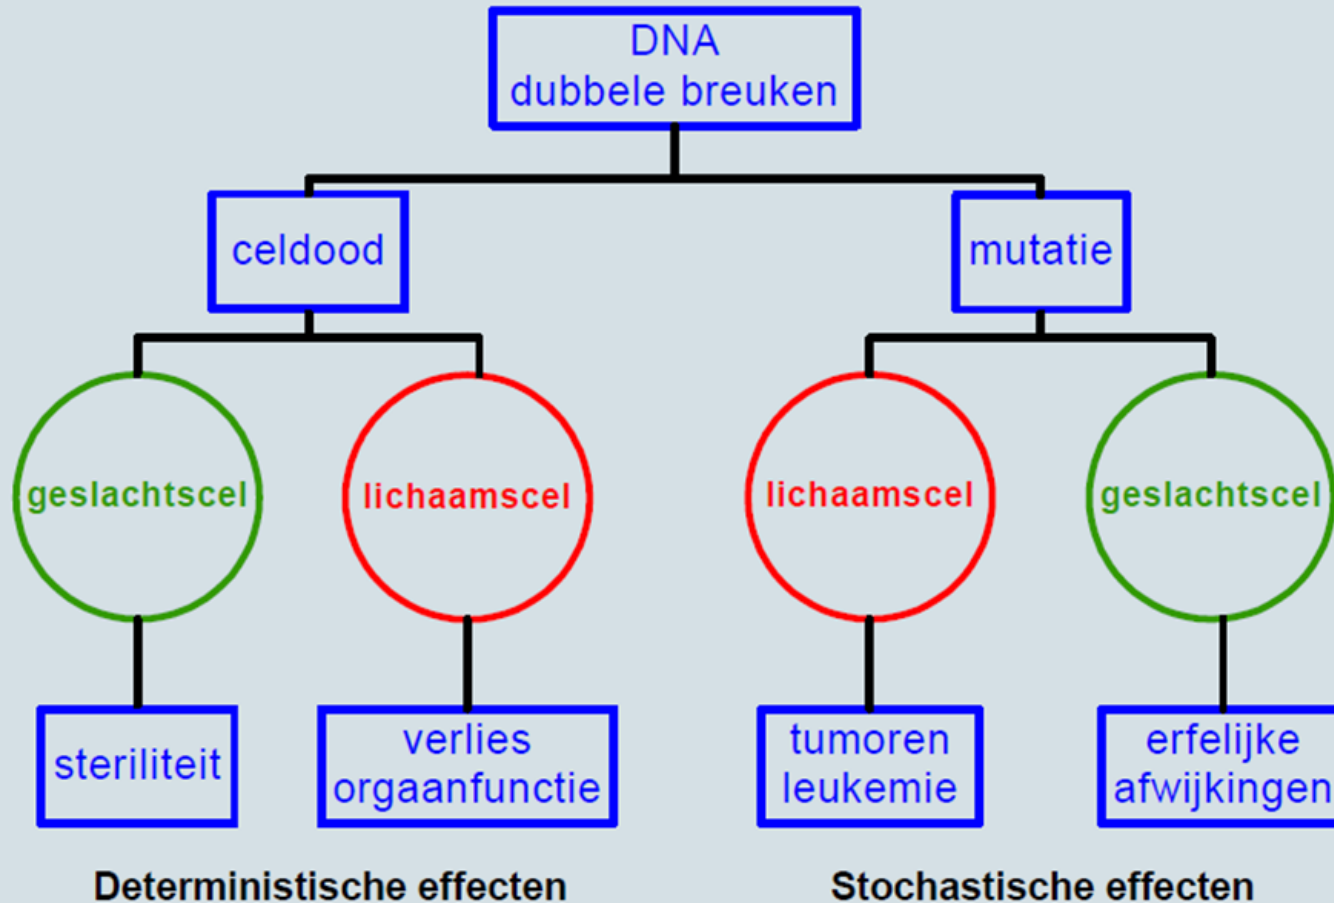 DNA
dubbele breuken
celdood
mutatie
geslachtscel
lichaamscel
lichaamscel
geslachtscel
steriliteit
verlies
orgaanfunctie
tumoren
leukemie
erfelijke
afwijkingen
Deterministische effecten
Stochastische effecten